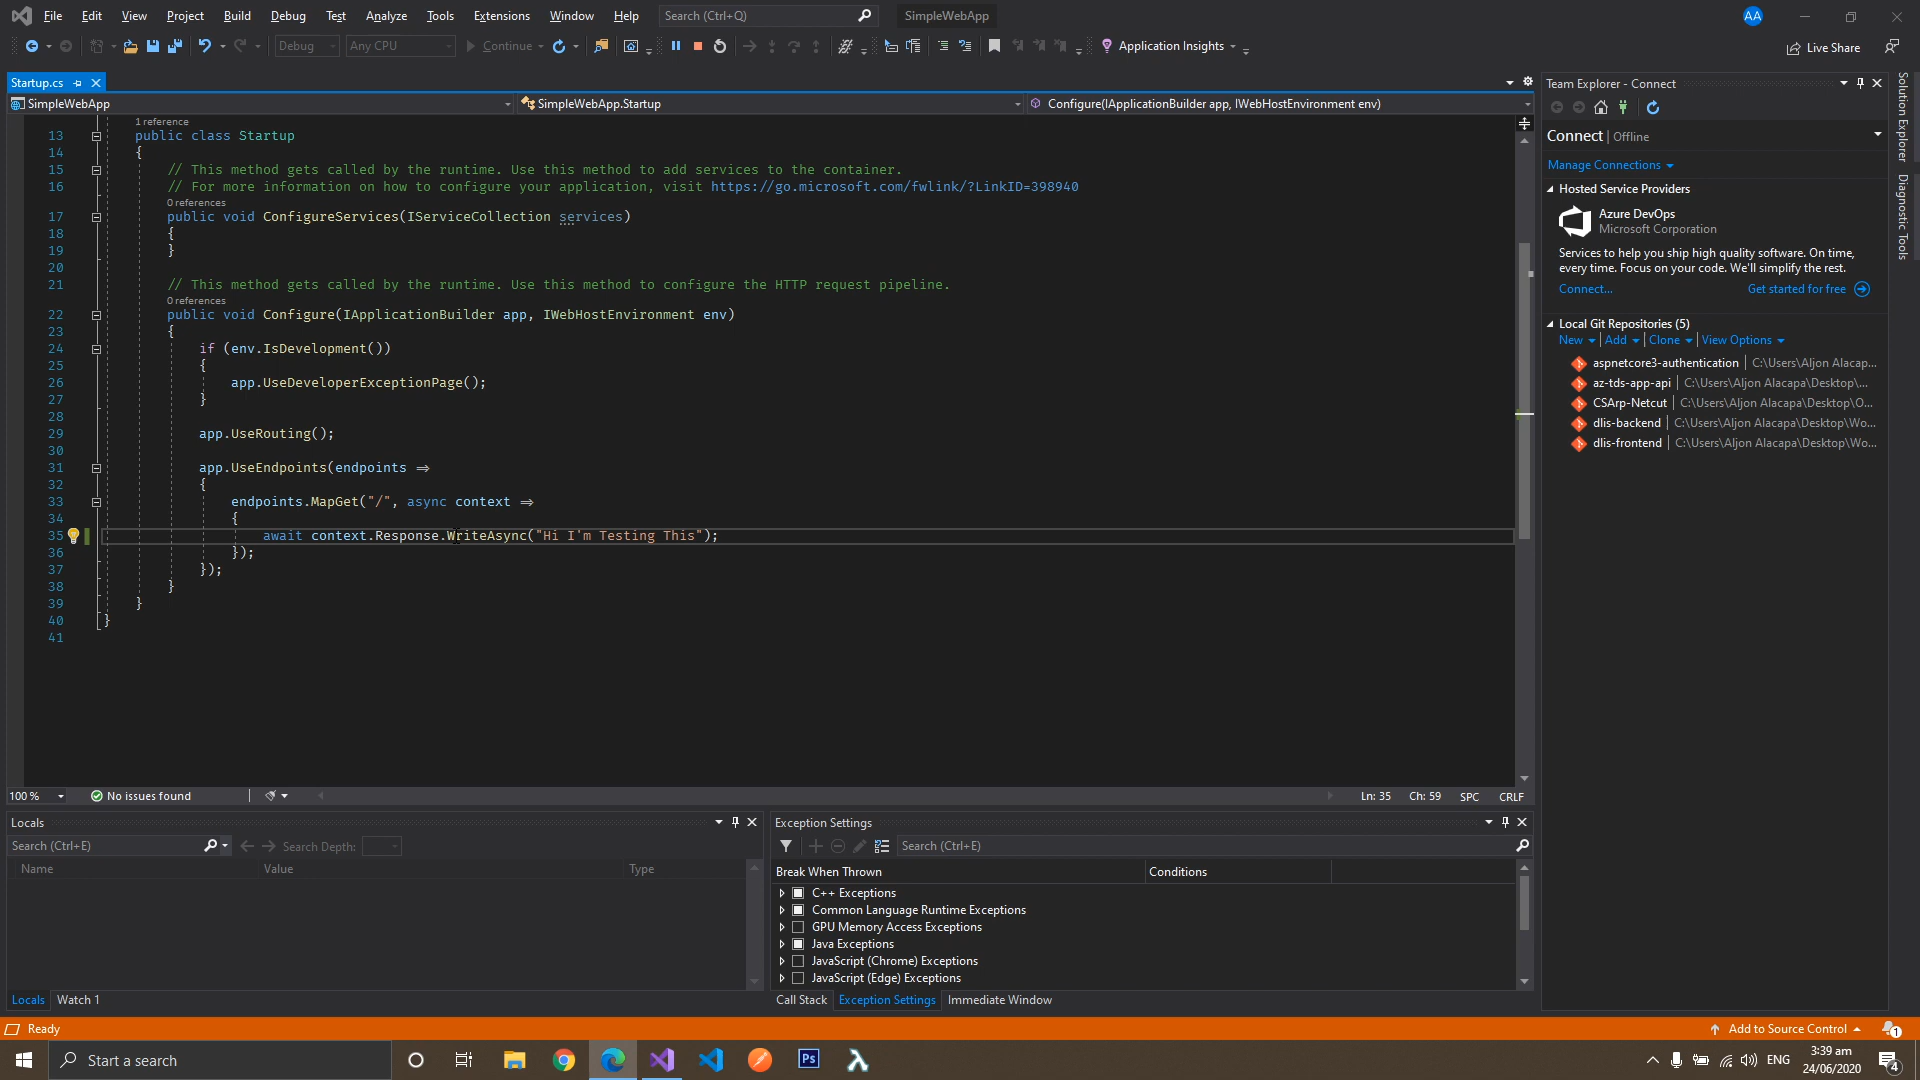 File Edit View Project Build Debug Test Analyze Tools Extensions Window Help Search (Ctrl+Q) SimpleWebApp AA
Debug Any CPU Continue Application Insights Live Share
Startup.cs
SimpleWebApp SimpleWebApp.Startup Configure(IApplicationBuilder app, IWebHostEnvironment env)
1 reference
13 public class Startup
14 {
15 // This method gets called by the runtime. Use this method to add services to the container.
16 // For more information on how to configure your application, visit https://go.microsoft.com/fwlink/?LinkID=398940
0 references
17 public void ConfigureServices(IServiceCollection services)
18 {
19 }
20
21 // This method gets called by the runtime. Use this method to configure the HTTP request pipeline.
0 references
22 public void Configure(IApplicationBuilder app, IWebHostEnvironment env)
23 {
24 if (env.IsDevelopment())
25 {
26 app.UseDeveloperExceptionPage();
27 }
28
29 app.UseRouting();
30
31 app.UseEndpoints(endpoints =>
32 {
33 endpoints.MapGet("/", async context =>
34 {
35 await context.Response.WriteAsync("Hi I'm Testing This");
36 });
37 });
38 }
39 }
40 }
41
100 % No issues found Ln: 35 Ch: 59 SPC CRLF
Team Explorer - Connect
Connect | Offline
Manage Connections
Hosted Service Providers
Azure DevOps
Microsoft Corporation
Services to help you ship high quality software. On time,
every time. Focus on your code. We'll simplify the rest.
Connect... Get started for free
Local Git Repositories (5)
New | Add | Clone | View Options
aspnetcore3-authentication | C:\Users\Aljon Alacap...
az-tds-app-api | C:\Users\Aljon Alacapa\Desktop\...
CSArp-Netcut | C:\Users\Aljon Alacapa\Desktop\O...
dlis-backend | C:\Users\Aljon Alacapa\Desktop\Wo...
dlis-frontend | C:\Users\Aljon Alacapa\Desktop\Wo...
Solution Explorer
Diagnostic Tools
Locals
Search (Ctrl+E) Search Depth:
Name Value Type
Locals Watch 1
Exception Settings
Search (Ctrl+E)
Break When Thrown Conditions
C++ Exceptions
Common Language Runtime Exceptions
GPU Memory Access Exceptions
Java Exceptions
JavaScript (Chrome) Exceptions
JavaScript (Edge) Exceptions
Call Stack Exception Settings Immediate Window
Ready Add to Source Control 1
Start a search Ps ENG 3:39 am
24/06/2020 4